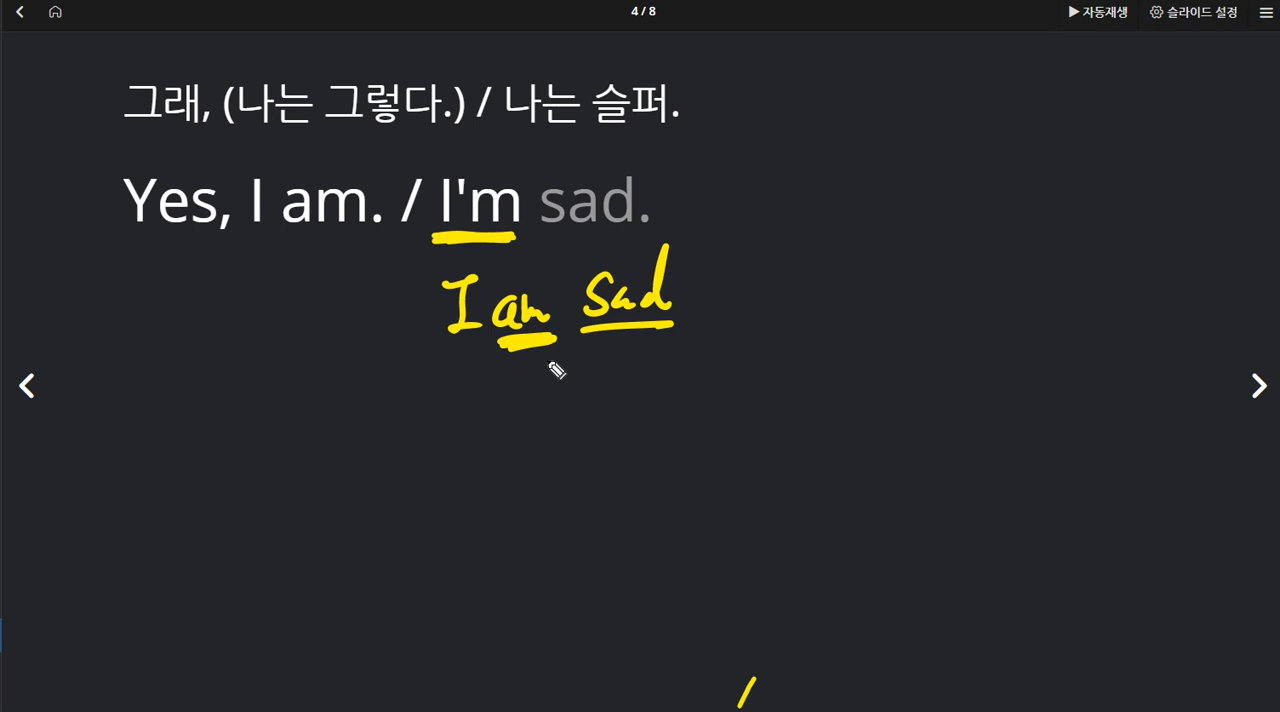 4 / 8
자동재생
슬라이드 설정
그래, (나는 그렇다.) / 나는 슬퍼.
Yes, I am. / I'm sad.
I am sad